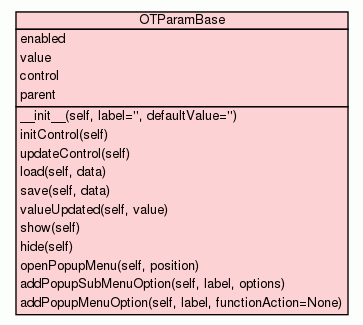 OTParamBase
enabled
value
control
parent
__init__(self, label='', defaultValue='')
initControl(self)
updateControl(self)
load(self, data)
save(self, data)
valueUpdated(self, value)
show(self)
hide(self)
openPopupMenu(self, position)
addPopupSubMenuOption(self, label, options)
addPopupMenuOption(self, label, functionAction=None)